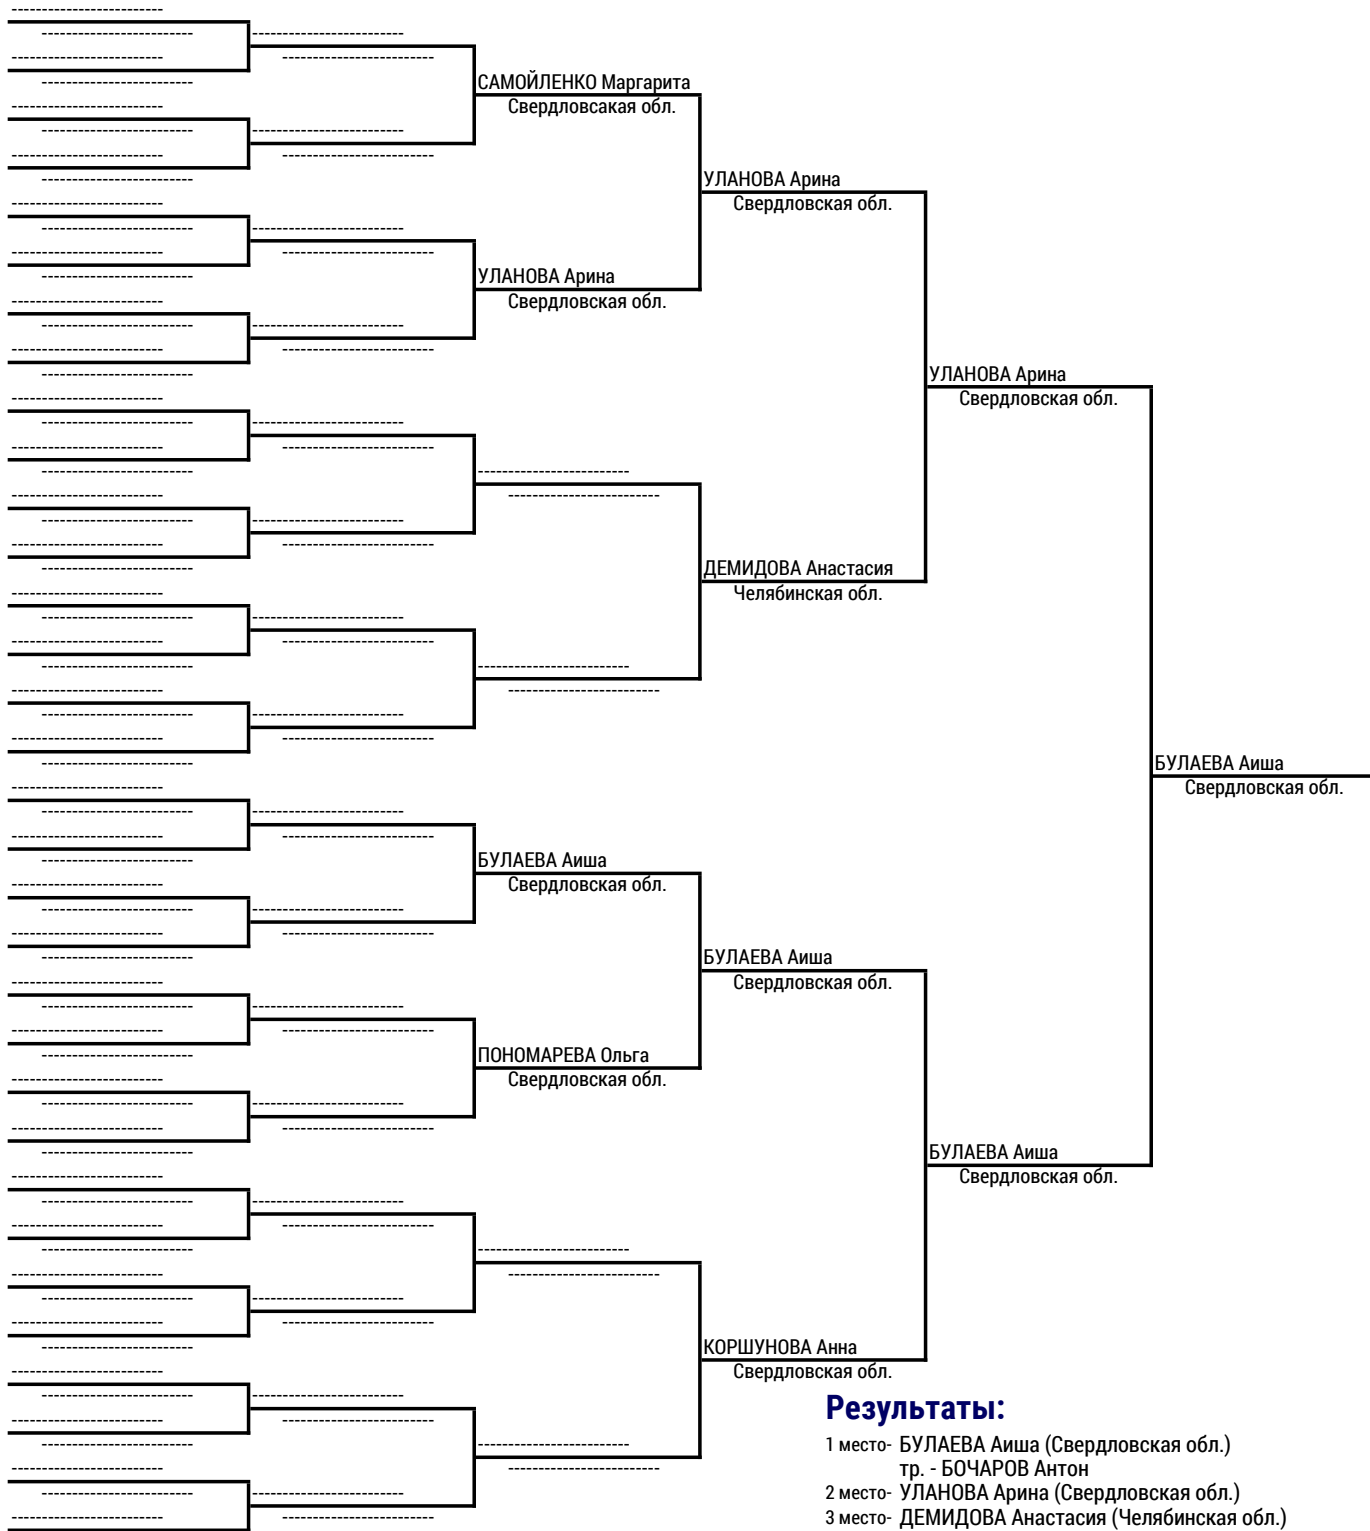 САМОЙЛЕНКО Маргарита
Свердловсакая обл.
УЛАНОВА Арина
Свердловская обл.
УЛАНОВА Арина
Свердловская обл.
УЛАНОВА Арина
Свердловская обл.
ДЕМИДОВА Анастасия
Челябинская обл.
БУЛАЕВА Аиша
Свердловская обл.
БУЛАЕВА Аиша
Свердловская обл.
БУЛАЕВА Аиша
Свердловская обл.
ПОНОМАРЕВА Ольга
Свердловская обл.
БУЛАЕВА Аиша
Свердловская обл.
КОРШУНОВА Анна
Свердловская обл.
Результаты:
1 место- БУЛАЕВА Аиша (Свердловская обл.)
тр. - БОЧАРОВ Антон
2 место- УЛАНОВА Арина (Свердловская обл.)
3 место- ДЕМИДОВА Анастасия (Челябинская обл.)